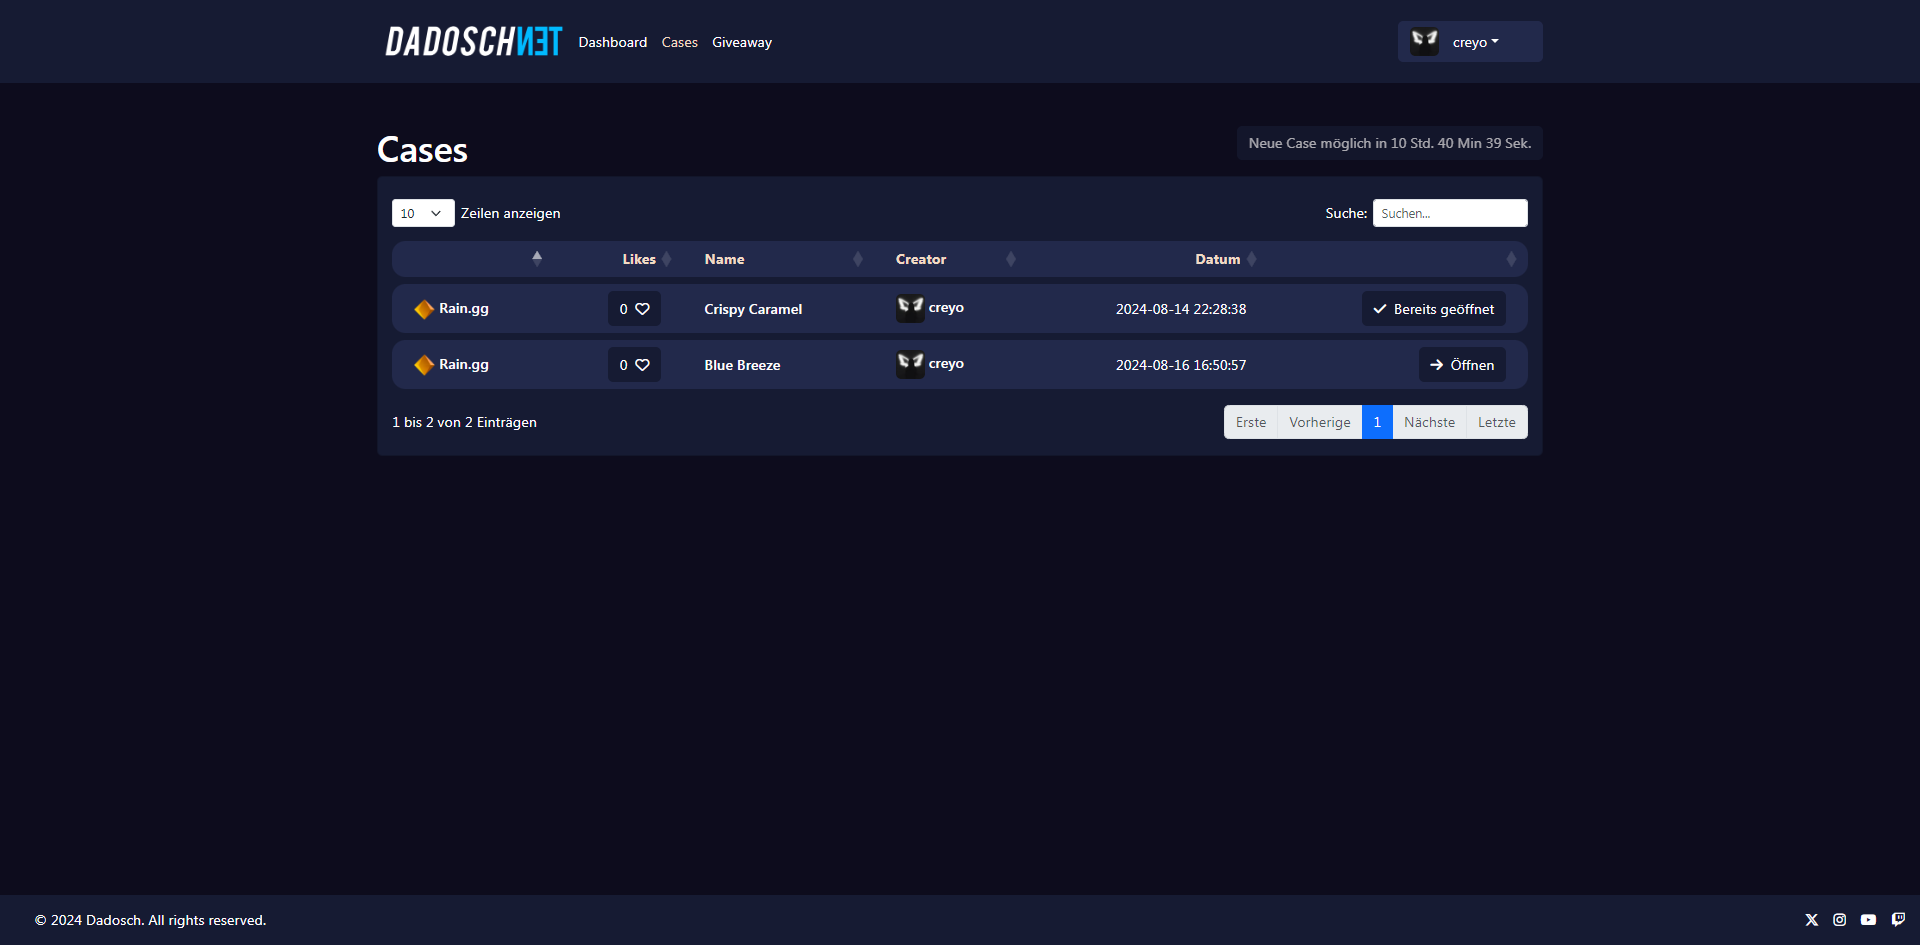 DADOSCHNET Dashboard Cases Giveaway creyo
Cases
Neue Case möglich in 10 Std. 40 Min 39 Sek.
10 Zeilen anzeigen Suche: Suchen...
Likes Name Creator Datum
Rain.gg 0 Crispy Caramel creyo 2024-08-14 22:28:38 Bereits geöffnet
Rain.gg 0 Blue Breeze creyo 2024-08-16 16:50:57 Öffnen
1 bis 2 von 2 Einträgen Erste Vorherige 1 Nächste Letzte
© 2024 Dadosch. All rights reserved.